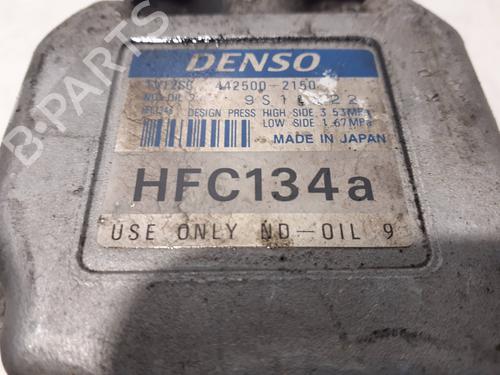 DENSO
442500-2150
DESIGN PRESS HIGH SIDE 3.53MPa
LOW SIDE 1.67MPa
MADE IN JAPAN
HFC134a
USE ONLY ND-OIL 9
B-PARTS